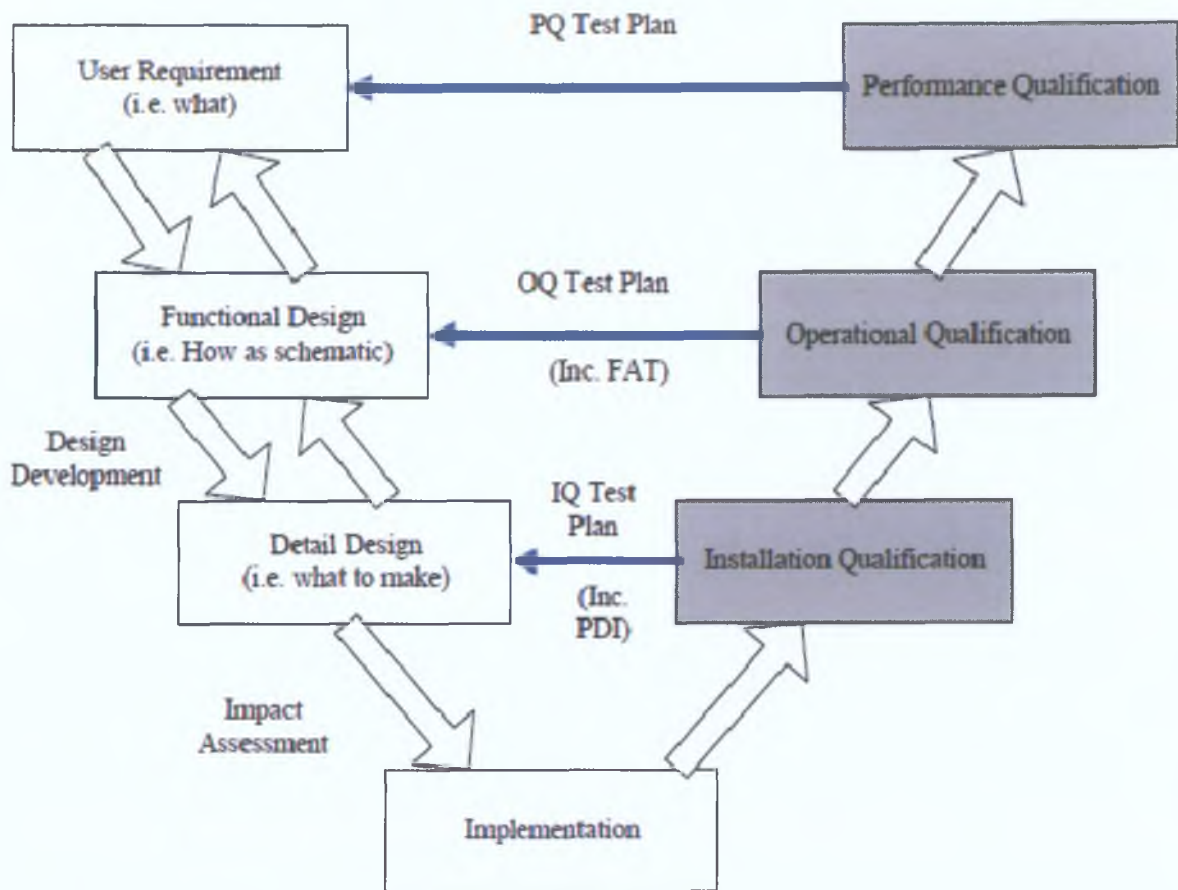 PQ Test Plan
User Requirement
(i.e. what)
Performance Qualification
OQ Test Plan
Functional Design
(i.e. How as schematic)
Operational Qualification
(Inc. FAT)
Design
Development
IQ Test
Plan
Detail Design
(i.e. what to make)
Installation Qualification
(Inc.
PDI)
Impact
Assessment
Implementation